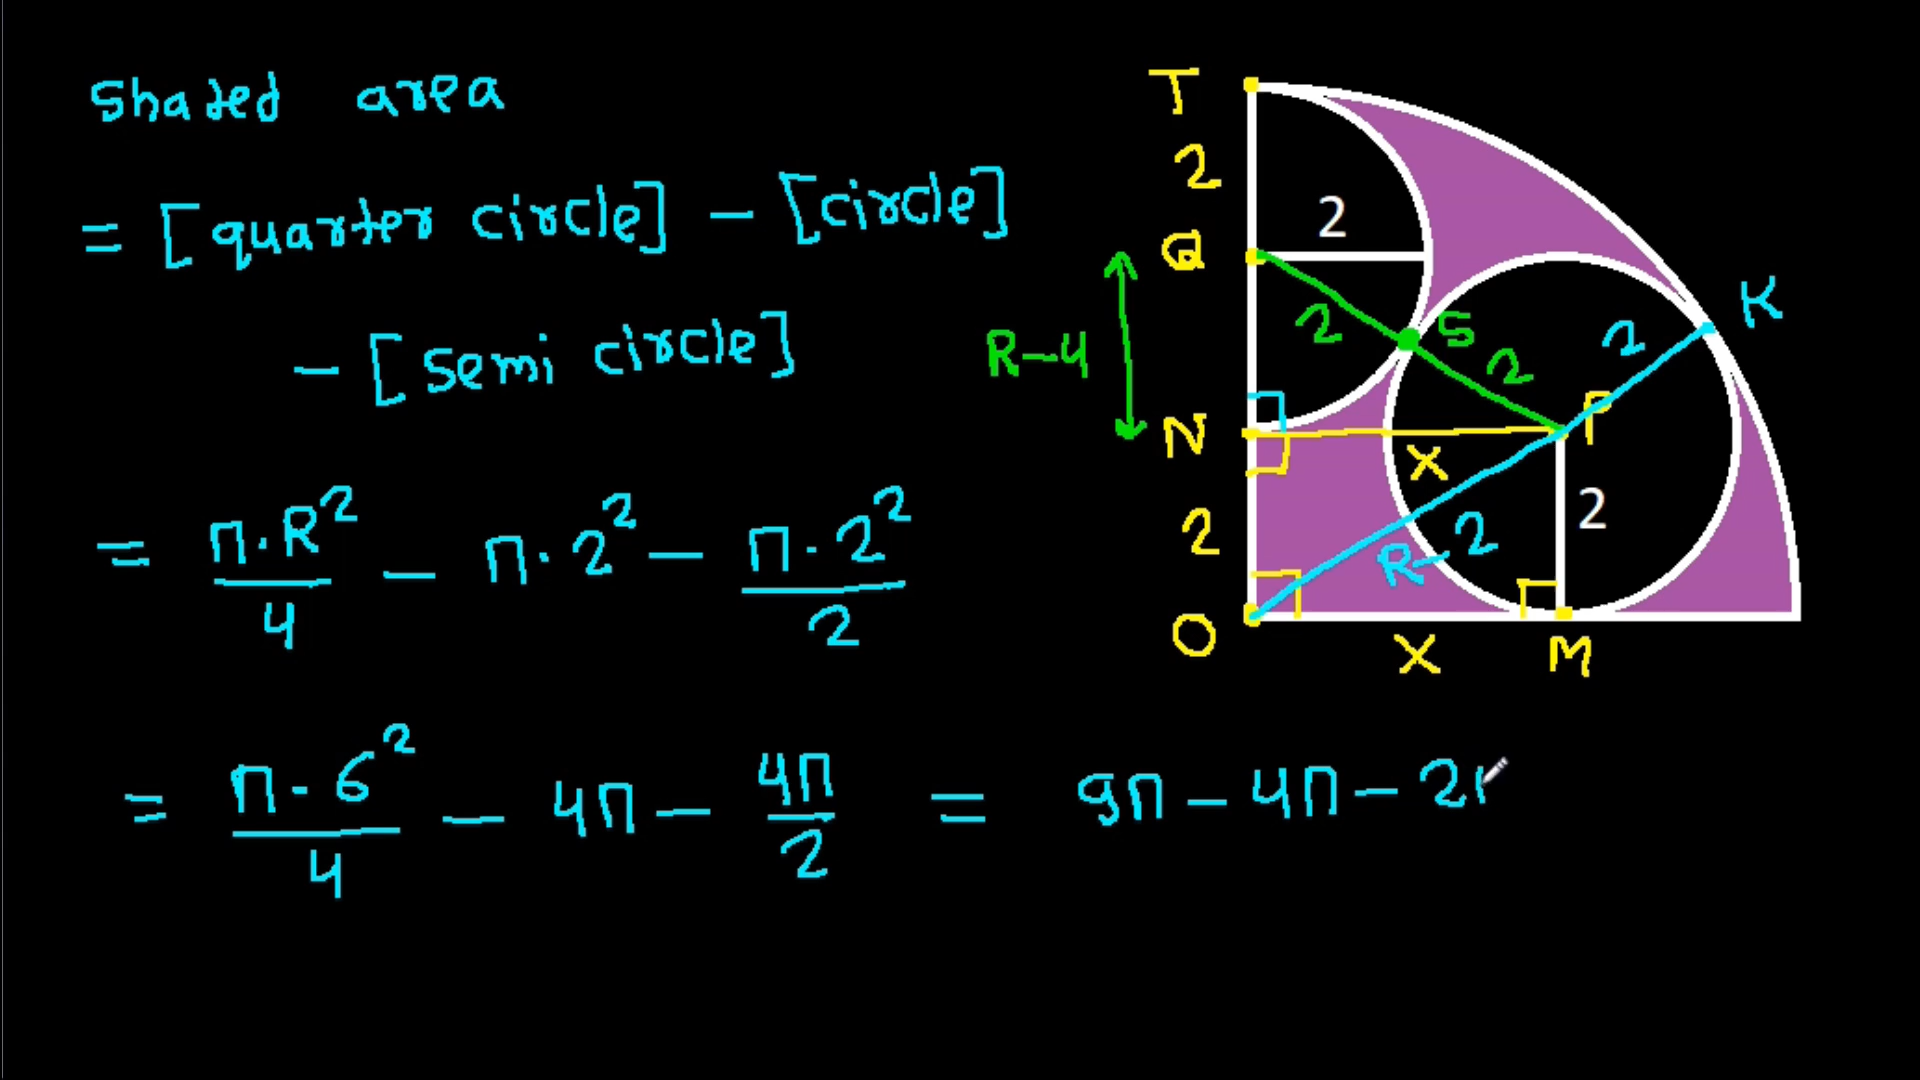 Shaded area
= [quarter circle] - [circle]
- [semi circle]
= π·R²/4 - π·2² - π·2²/2
= π·6²/4 - 4π - 4π/2 = 9π - 4π - 2
T
2
2
Q
K
2
S
2
2
R-4
N
P
X
2
2
R-2
O
X
M